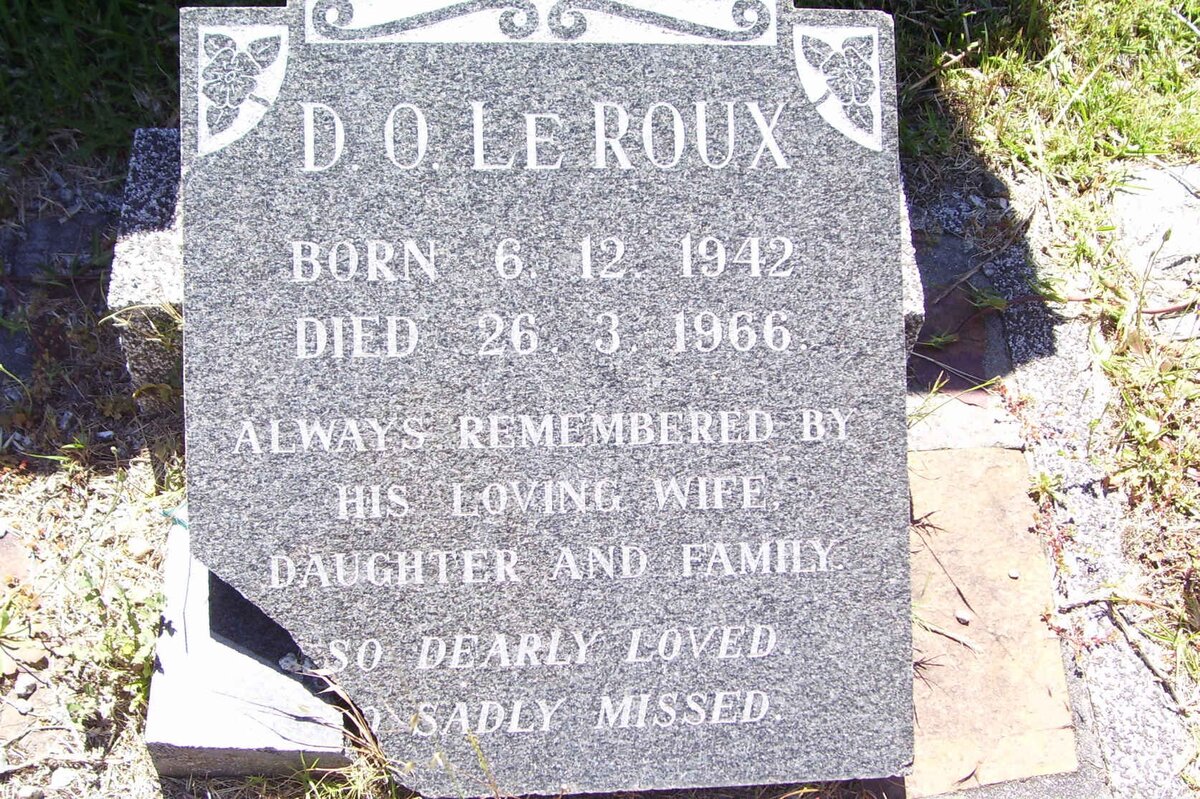 D. O. LE ROUX
BORN 6. 12. 1942
DIED 26. 3. 1966.
ALWAYS REMEMBERED BY
HIS LOVING WIFE,
DAUGHTER AND FAMILY.
SO DEARLY LOVED.
SADLY MISSED.